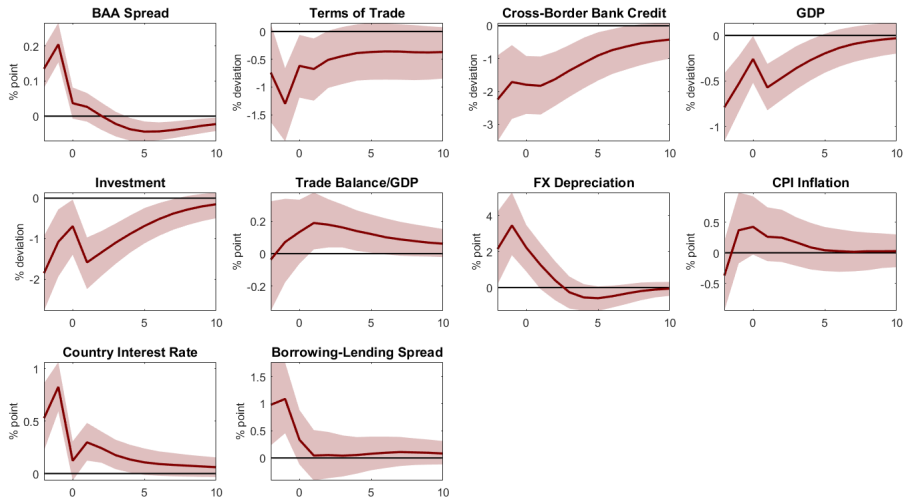 BAA Spread
% point
0.2
0.1
0
0 5 10
Terms of Trade
% deviation
0
-0.5
-1
-1.5
0 5 10
Cross-Border Bank Credit
% deviation
0
-1
-2
-3
0 5 10
GDP
% deviation
0
-0.5
-1
0 5 10
Investment
% deviation
0
-1
-2
0 5 10
Trade Balance/GDP
% point
0.2
0
-0.2
0 5 10
FX Depreciation
% point
4
2
0
0 5 10
CPI Inflation
% point
0.5
0
-0.5
0 5 10
Country Interest Rate
% point
1
0.5
0
0 5 10
Borrowing-Lending Spread
% point
1.5
1
0.5
0
0 5 10